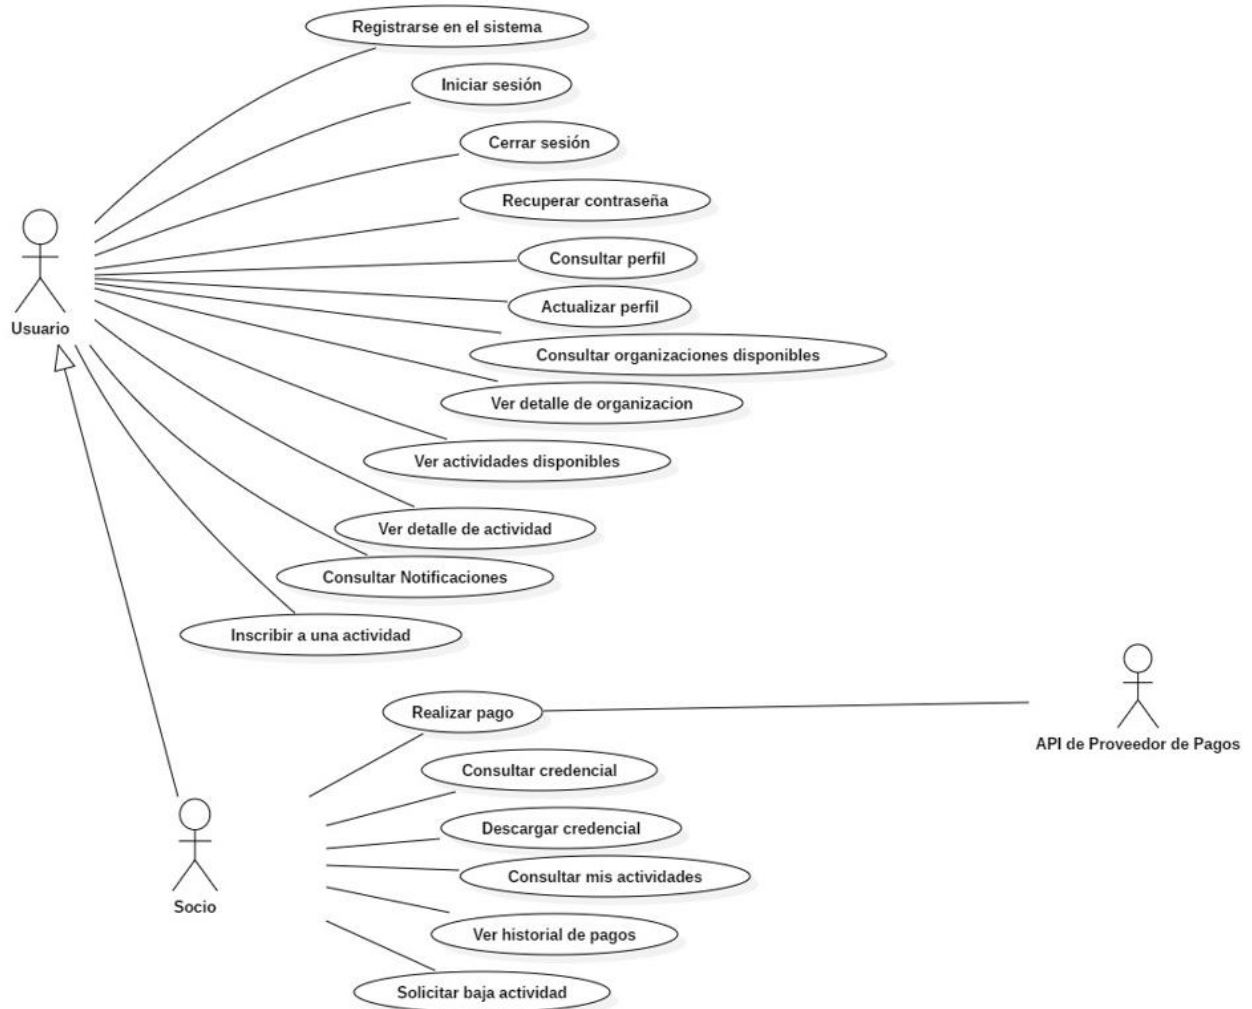 Registrarse en el sistema
Iniciar sesión
Cerrar sesión
Recuperar contraseña
Consultar perfil
Actualizar perfil
Usuario
Consultar organizaciones disponibles
Ver detalle de organizacion
Ver actividades disponibles
Ver detalle de actividad
Consultar Notificaciones
Inscribir a una actividad
Realizar pago
API de Proveedor de Pagos
Consultar credencial
Descargar credencial
Consultar mis actividades
Socio
Ver historial de pagos
Solicitar baja actividad